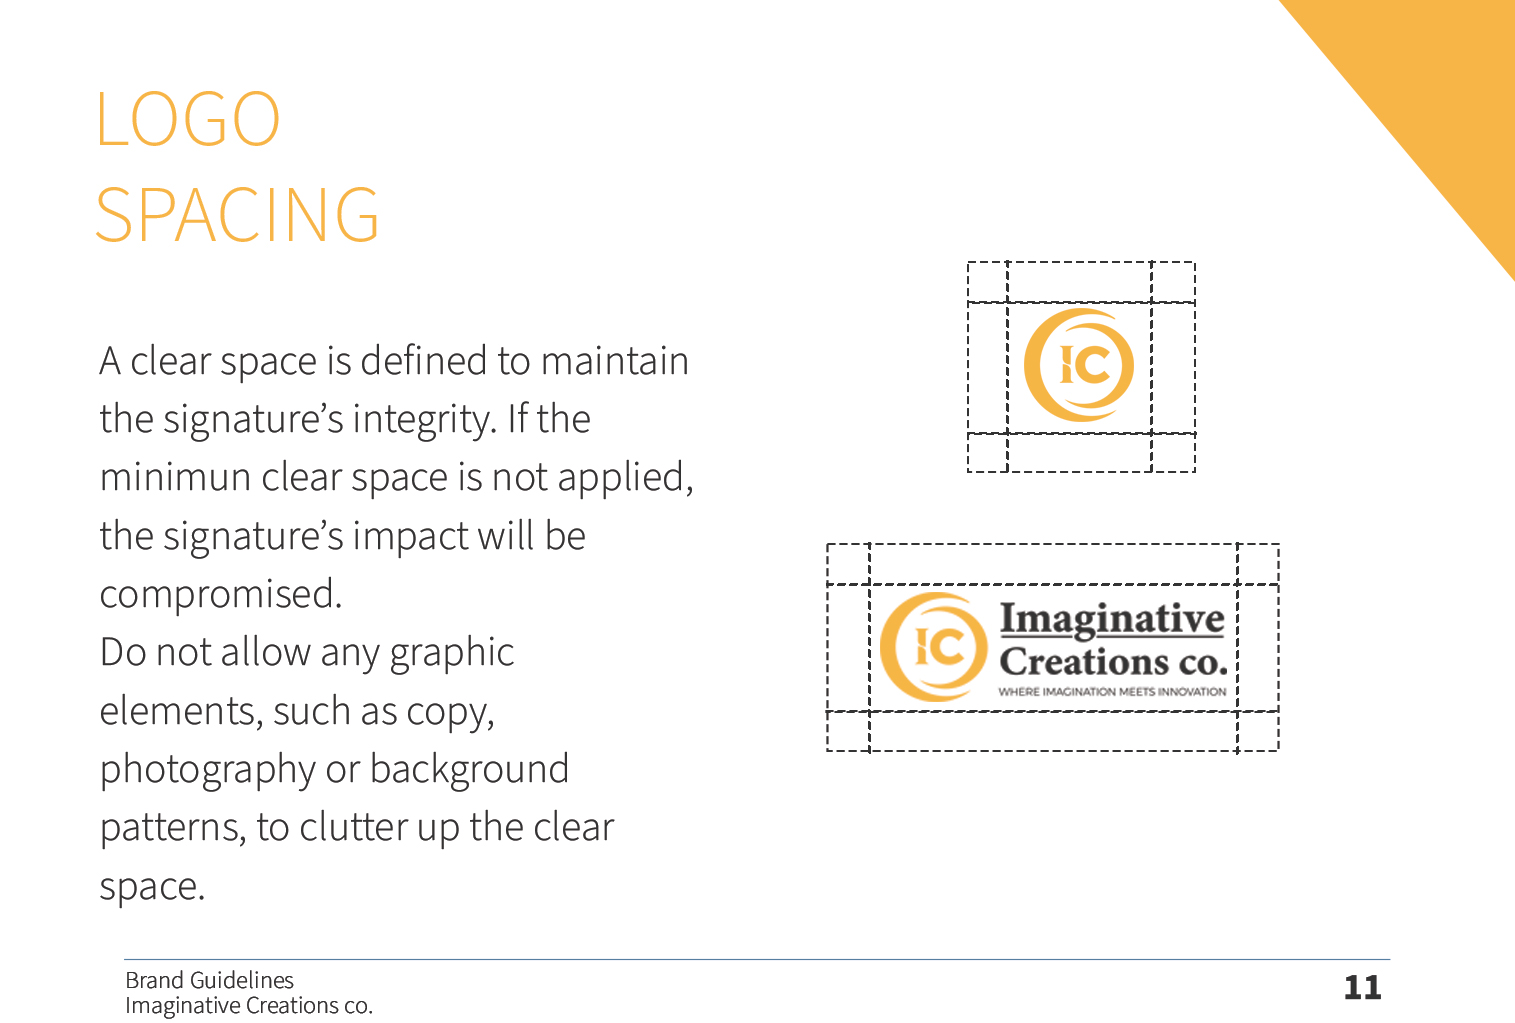 LOGO
SPACING
A clear space is defined to maintain
the signature’s integrity. If the
minimun clear space is not applied,
the signature’s impact will be
compromised.
Do not allow any graphic
elements, such as copy,
photography or background
patterns, to clutter up the clear
space.
IC
IC
Imaginative
Creations co.
WHERE IMAGINATION MEETS INNOVATION
Brand Guidelines
Imaginative Creations co.
11